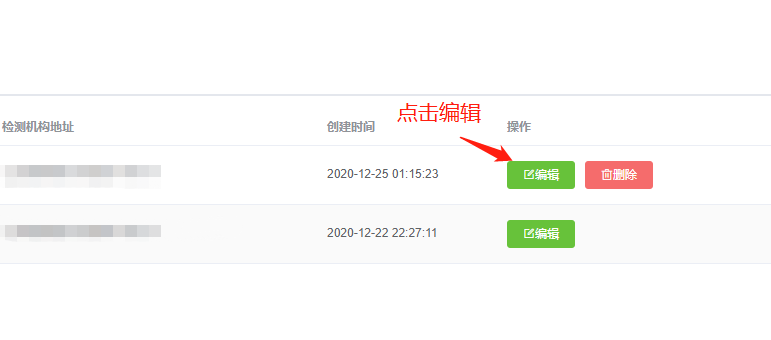 点击编辑
检测机构地址 创建时间 操作
2020-12-25 01:15:23 编辑 删除
2020-12-22 22:27:11 编辑